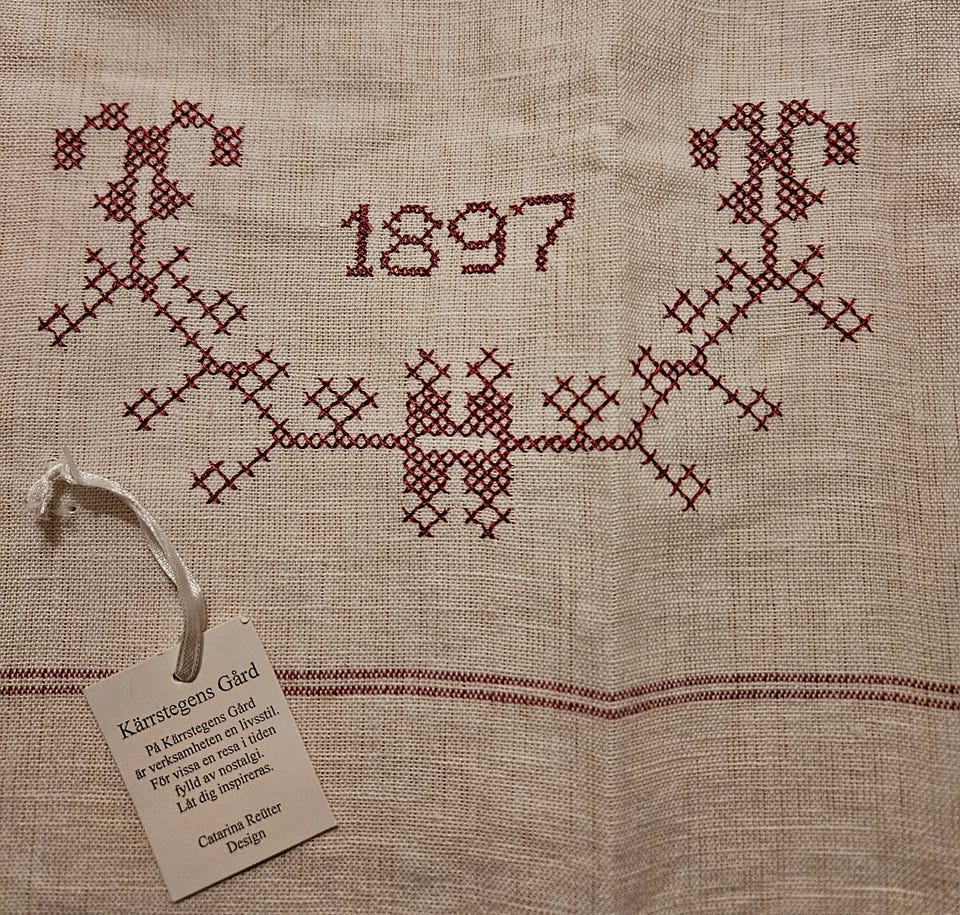 1897
Kärrstegens Gård
På Kärrstegens Gård
är verksamheten en livsstil.
För vissa en resa i tiden
fylld av nostalgi.
Låt dig inspireras.
Catarina Reüter
Design